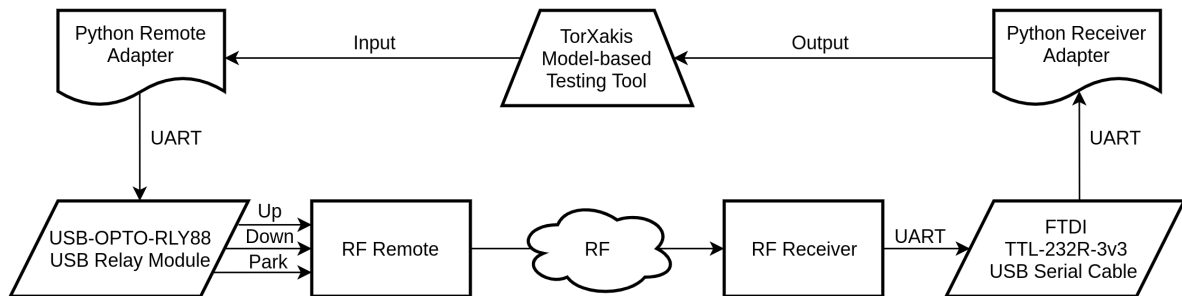 Python Remote
Adapter
Input
TorXakis
Model-based
Testing Tool
Output
Python Receiver
Adapter
UART
UART
USB-OPTO-RLY88
USB Relay Module
Up
Down
Park
RF Remote
RF
RF Receiver
UART
FTDI
TTL-232R-3v3
USB Serial Cable